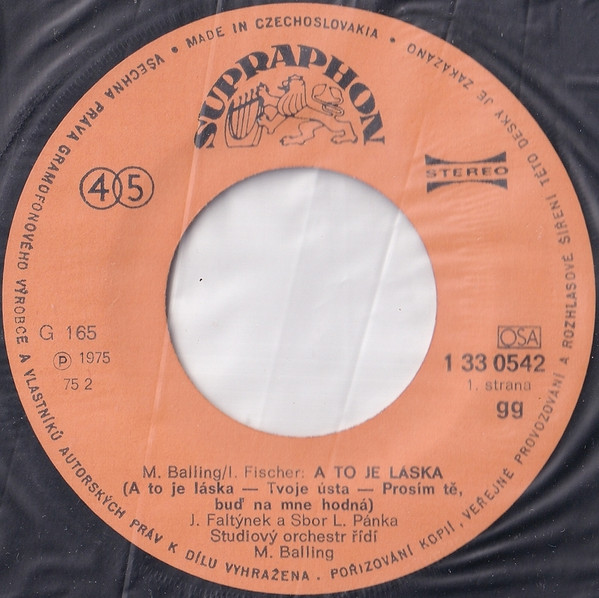 VŠECHNA PRÁVA GRAMOFONOVÉHO VÝROBCE A VLASTNÍKŮ AUTORSKÝCH PRÁV K DÍLU VYHRAŽENA . POŘIZOVÁNÍ KOPIÍ, VEŘEJNÉ PROVOZOVÁNÍ A ROZHLASOVÉ ŠÍŘENÍ TÉTO DESKY JE ZAKÁZÁNO
• MADE IN CZECHOSLOVAKIA •
SUPRAPHON
45
STEREO
G 165
Ⓟ 1975
75 2
OSA
1 33 0542
1. strana
gg
M. Balling/I. Fischer: A TO JE LÁSKA
(A to je láska — Tvoje ústa — Prosím tě,
buď na mne hodná)
J. Faltýnek a Sbor L. Pánka
Studiový orchestr řídí
M. Balling